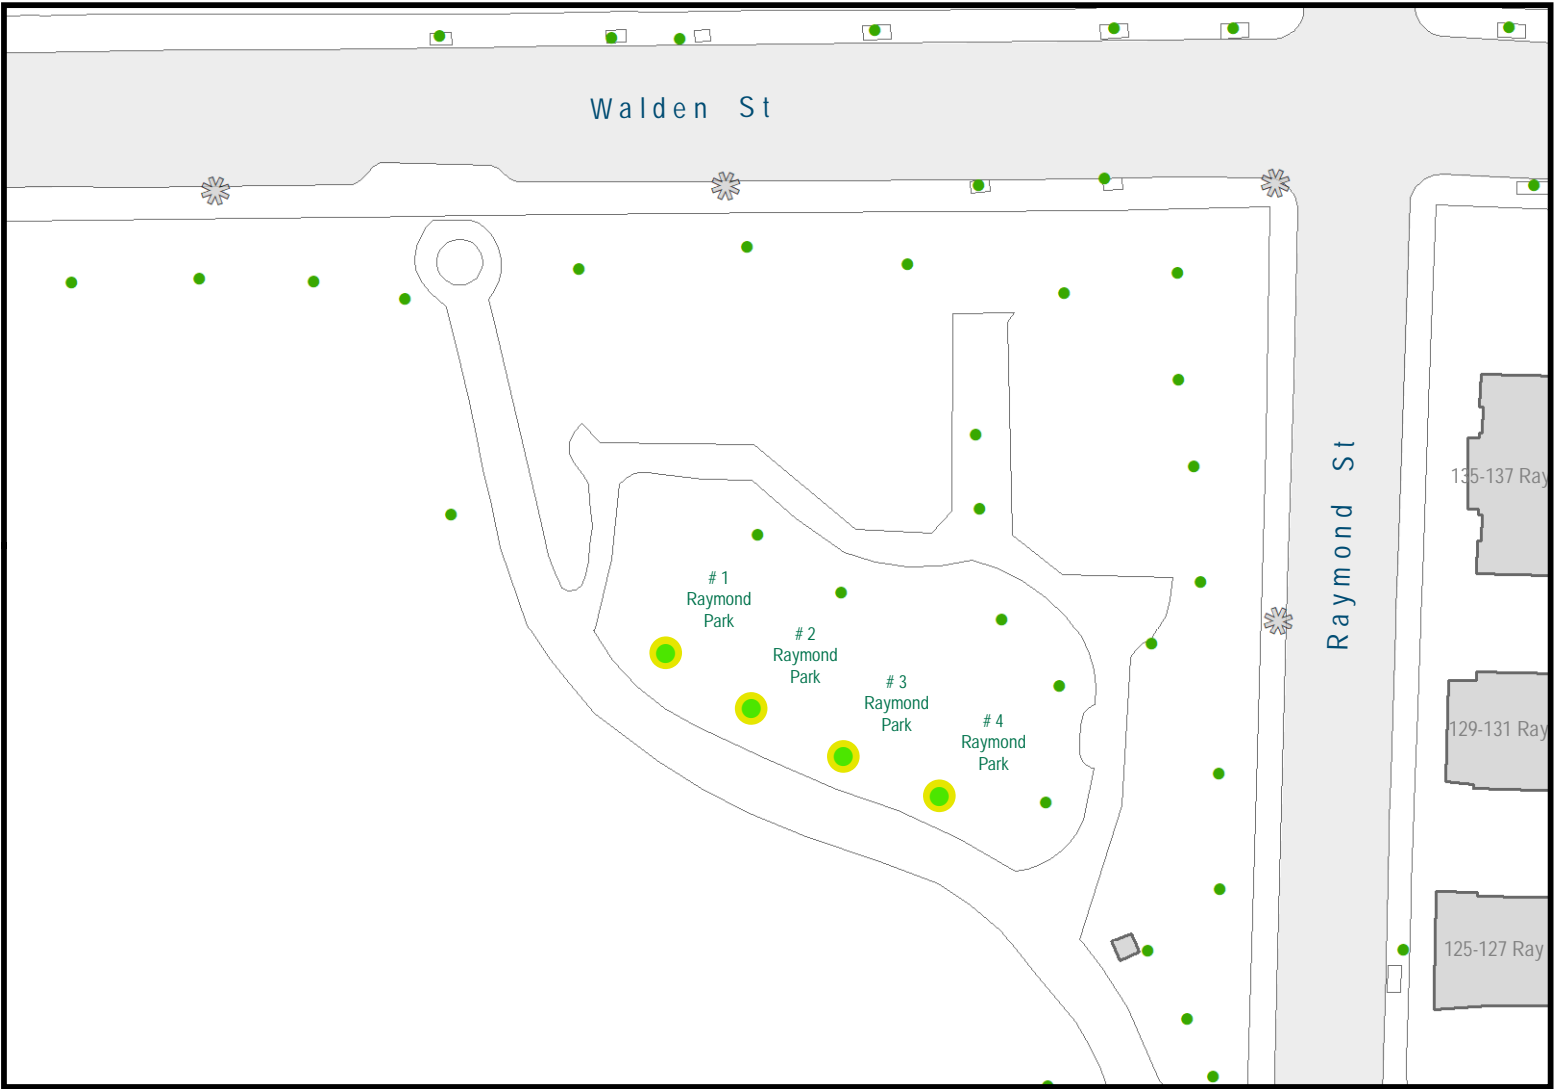 Walden St
Raymond St
135-137 Ray
# 1
Raymond
Park
# 2
Raymond
Park
# 3
Raymond
Park
# 4
Raymond
Park
129-131 Ray
125-127 Ray